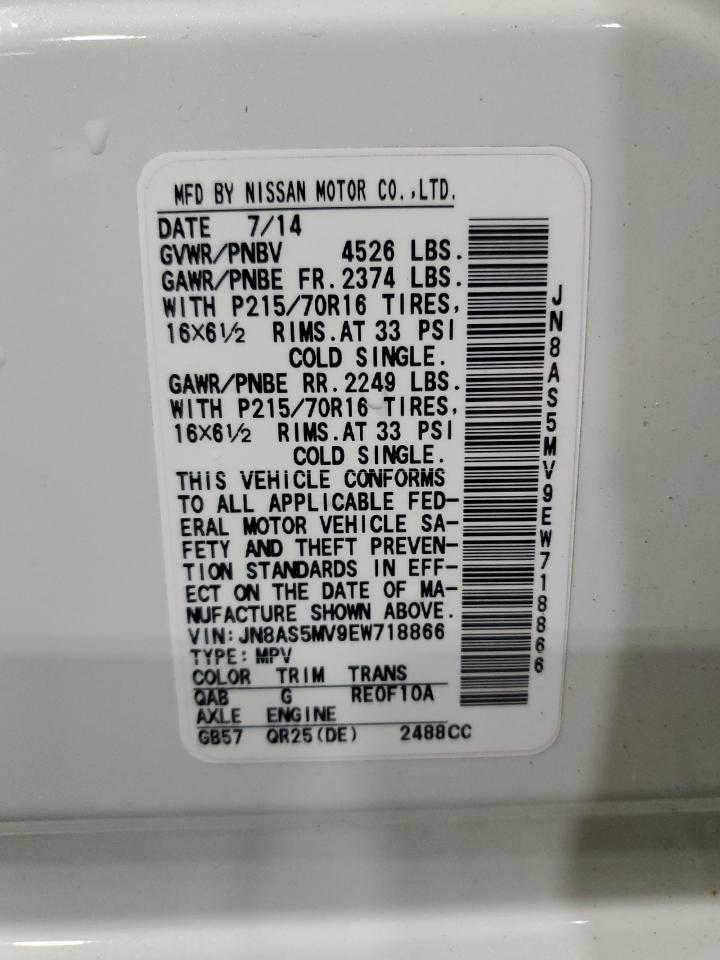 MFD BY NISSAN MOTOR CO.,LTD.
DATE 7/14
GVWR/PNBV 4526 LBS.
GAWR/PNBE FR. 2374 LBS.
WITH P215/70R16 TIRES,
16X6½ RIMS. AT 33 PSI
COLD SINGLE.
GAWR/PNBE RR. 2249 LBS.
WITH P215/70R16 TIRES,
16X6½ RIMS. AT 33 PSI
COLD SINGLE.
THIS VEHICLE CONFORMS
TO ALL APPLICABLE FED-
ERAL MOTOR VEHICLE SA-
FETY AND THEFT PREVEN-
TION STANDARDS IN EFF-
ECT ON THE DATE OF MA-
NUFACTURE SHOWN ABOVE.
VIN: JN8AS5MV9EW718866
TYPE: MPV
COLOR TRIM TRANS
QAB G RE0F10A
AXLE ENGINE
GB57 QR25(DE) 2488CC
JN8AS5MV9EW718866